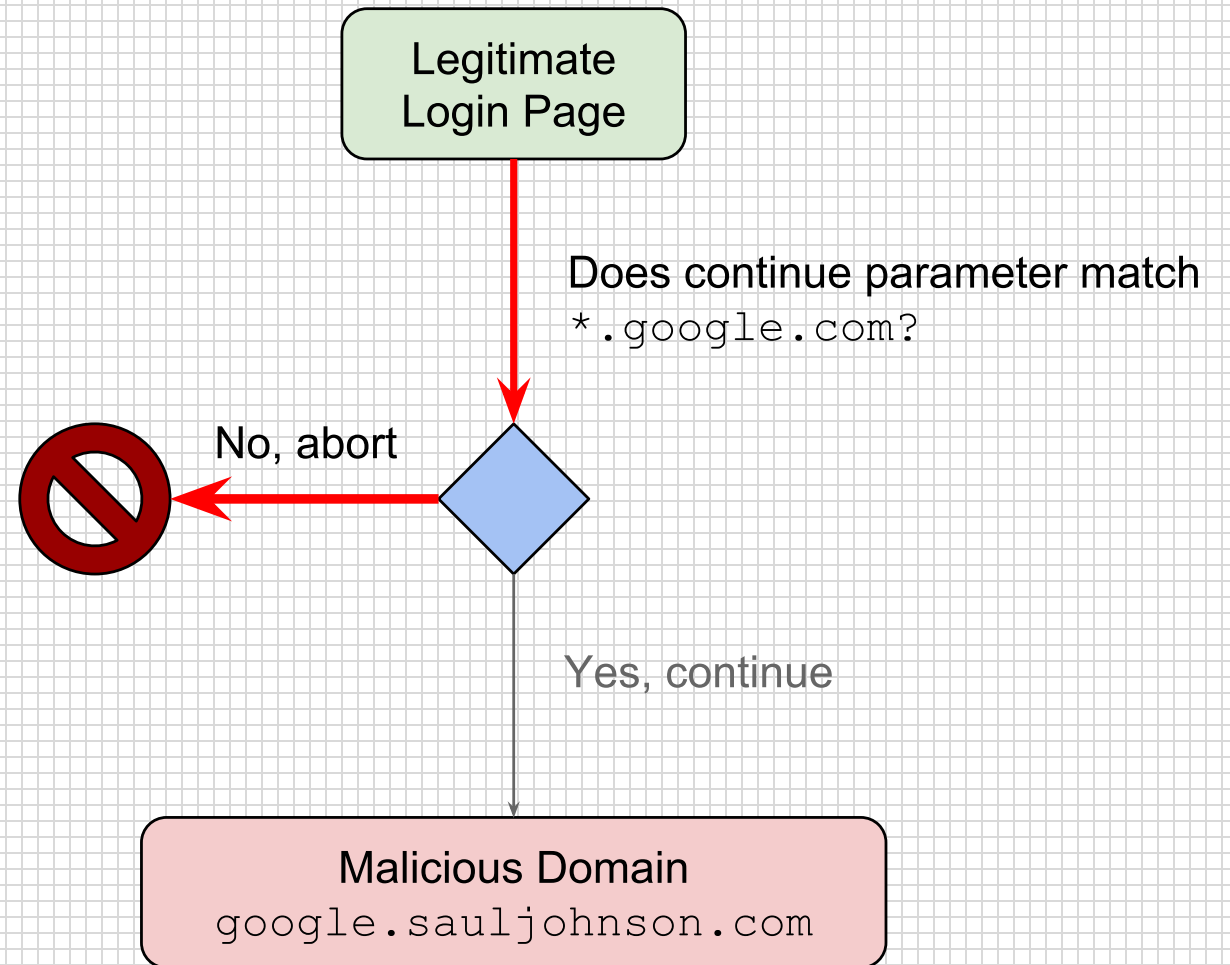 Legitimate
Login Page
Does continue parameter match
*.google.com?
No, abort
Yes, continue
Malicious Domain
google.sauljohnson.com